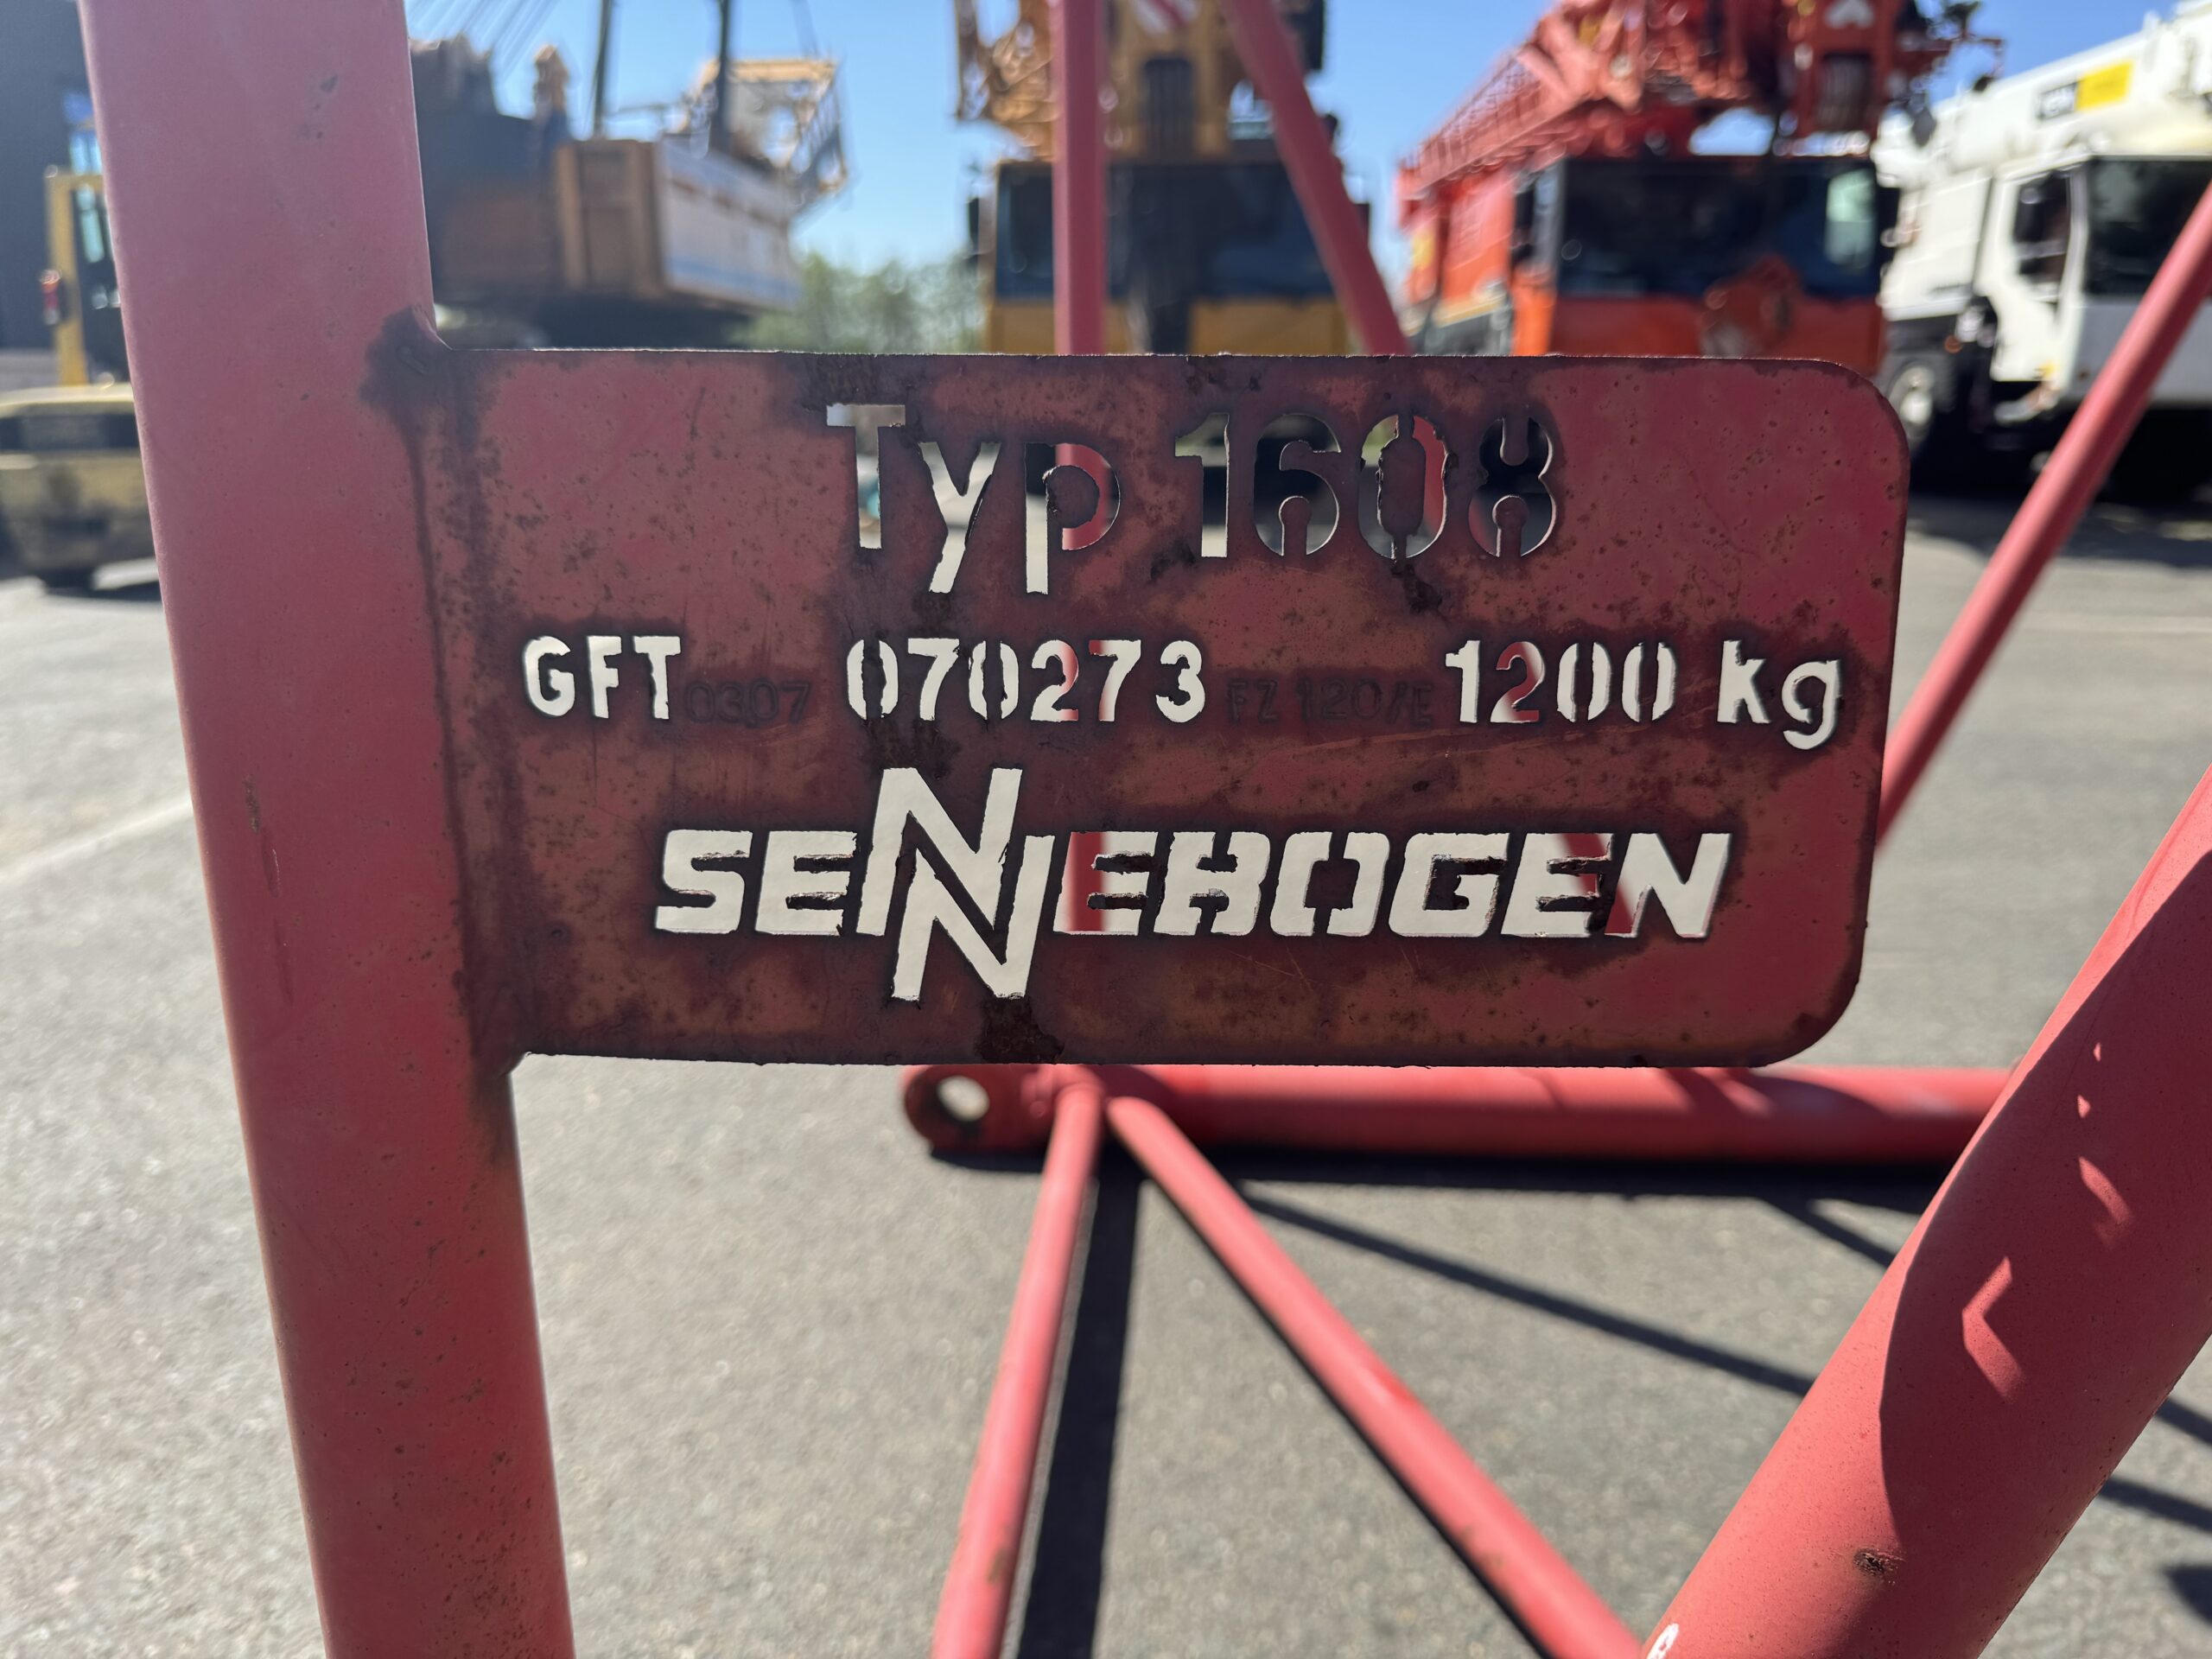 Typ 1608
GFT 0307 070273 FZ 120/E 1200 kg
SENNEBOGEN